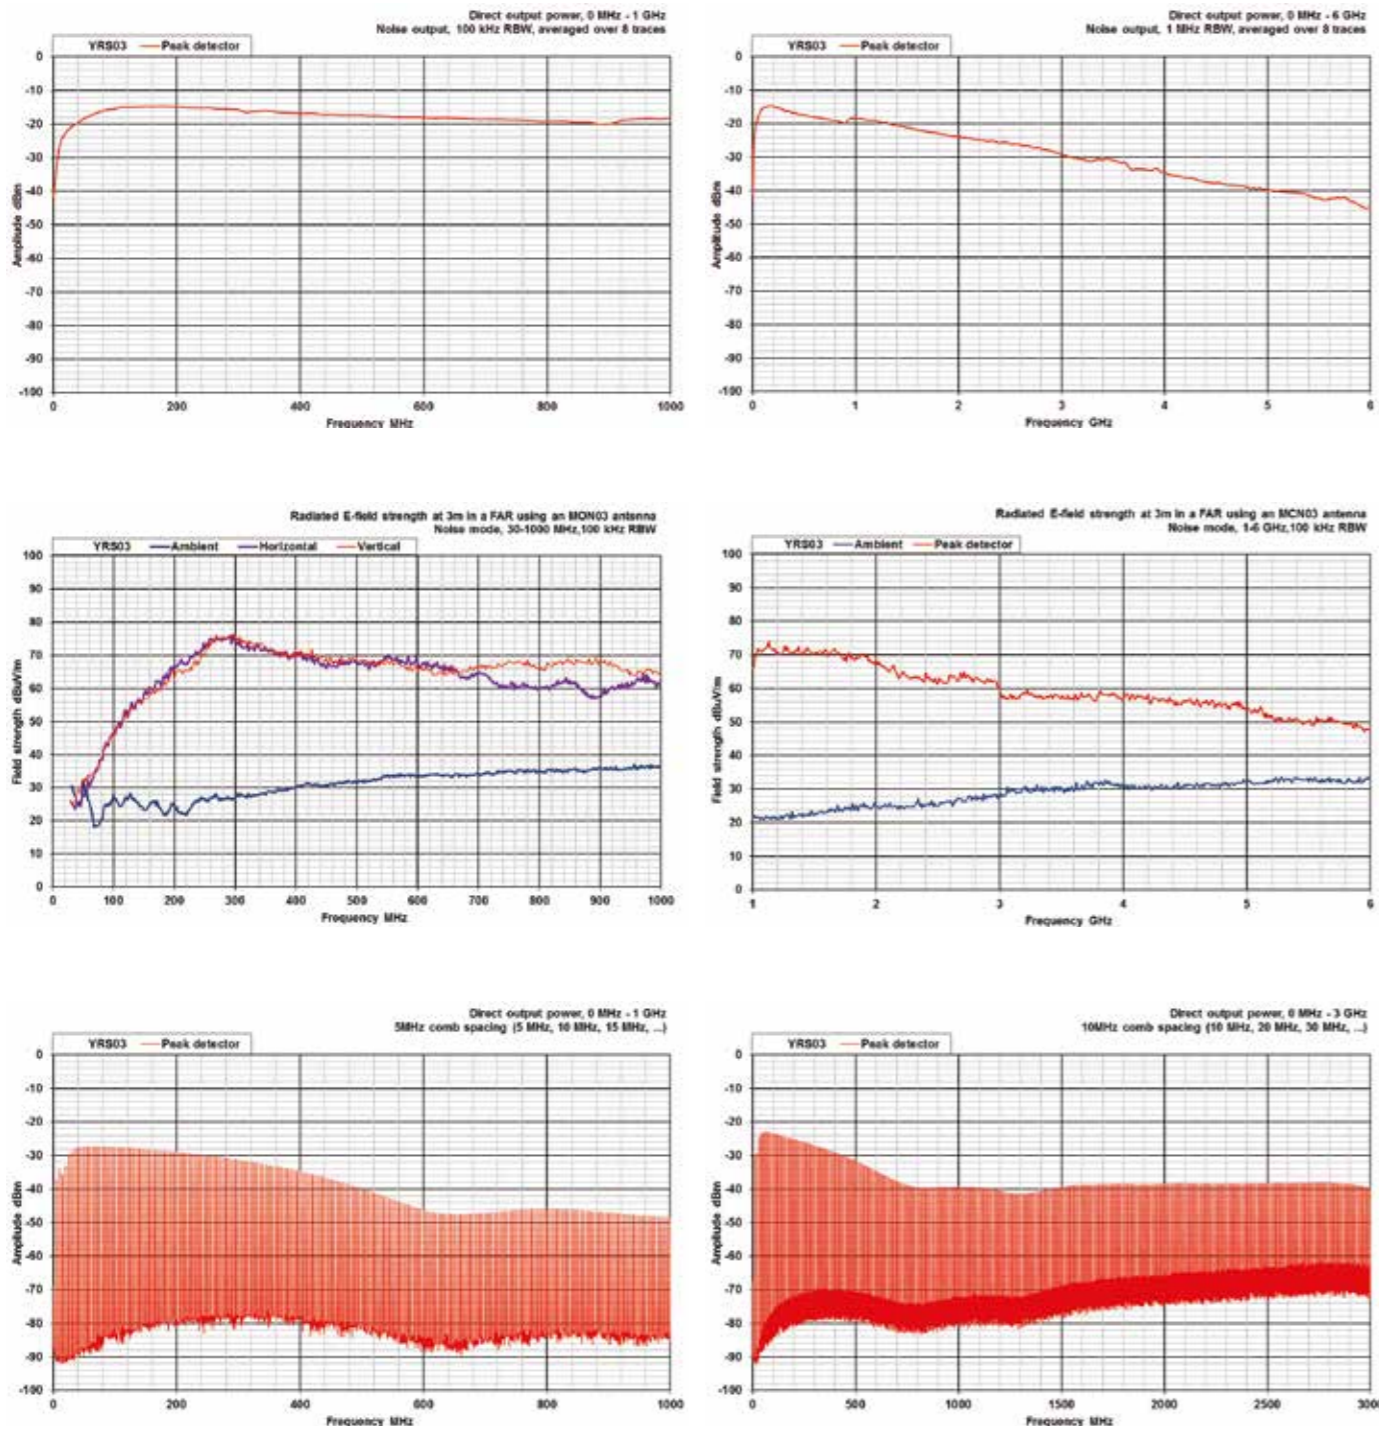 Direct output power, 0 MHz - 1 GHz
Noise output, 100 kHz RBW, averaged over 8 traces
YRS03 Peak detector
0
-10
-20
-30
-40
-50
-60
-70
-80
-90
-100
Amplitude dBm
0 200 400 600 800 1000
Frequency MHz
Direct output power, 0 MHz - 6 GHz
Noise output, 1 MHz RBW, averaged over 8 traces
YRS03 Peak detector
0
-10
-20
-30
-40
-50
-60
-70
-80
-90
-100
Amplitude dBm
0 1 2 3 4 5 6
Frequency GHz
Radiated E-field strength at 3m in a FAR using an MON03 antenna
Noise mode, 30-1000 MHz,100 kHz RBW
YRS03 Ambient Horizontal Vertical
100
90
80
70
60
50
40
30
20
10
0
Field strength dBuV/m
0 100 200 300 400 500 600 700 800 900 1000
Frequency MHz
Radiated E-field strength at 3m in a FAR using an MCN03 antenna
Noise mode, 1-6 GHz,100 kHz RBW
YRS03 Ambient Peak detector
100
90
80
70
60
50
40
30
20
10
0
Field strength dBuV/m
1 2 3 4 5 6
Frequency GHz
Direct output power, 0 MHz - 1 GHz
5MHz comb spacing (5 MHz, 10 MHz, 15 MHz, ...)
YRS03 Peak detector
0
-10
-20
-30
-40
-50
-60
-70
-80
-90
-100
Amplitude dBm
0 200 400 600 800 1000
Frequency MHz
Direct output power, 0 MHz - 3 GHz
10MHz comb spacing (10 MHz, 20 MHz, 30 MHz, ...)
YRS03 Peak detector
0
-10
-20
-30
-40
-50
-60
-70
-80
-90
-100
Amplitude dBm
0 500 1000 1500 2000 2500 3000
Frequency MHz